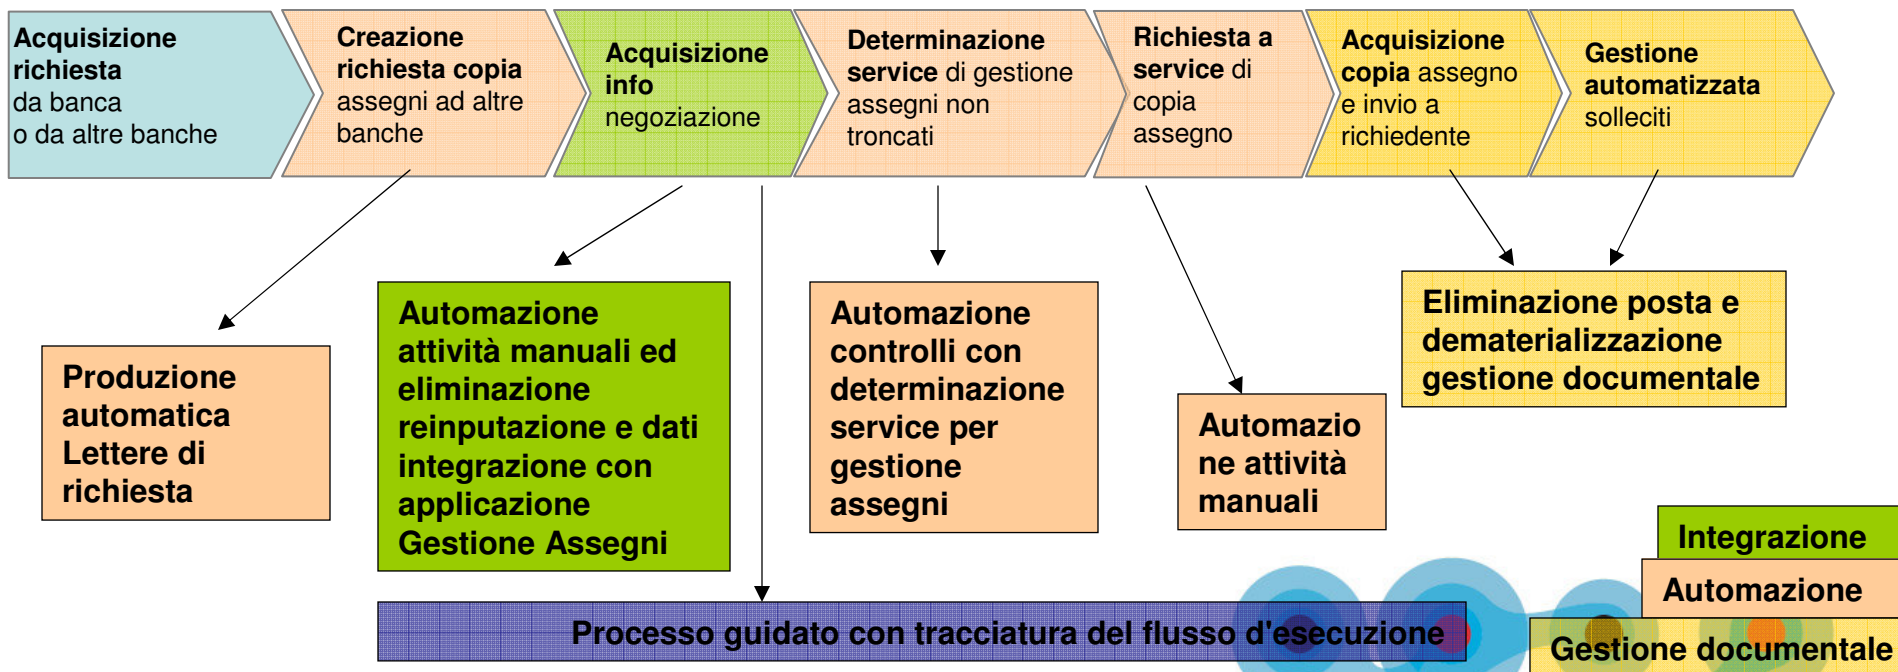 Acquisizione
richiesta
da banca
o da altre banche
Creazione
richiesta copia
assegni ad altre
banche
Acquisizione
info
negoziazione
Determinazione
service di gestione
assegni non
troncati
Richiesta a
service di
copia
assegno
Acquisizione
copia assegno
e invio a
richiedente
Gestione
automatizzata
solleciti
Produzione
automatica
Lettere di
richiesta
Automazione
attività manuali ed
eliminazione
reinputazione e dati
integrazione con
applicazione
Gestione Assegni
Automazione
controlli con
determinazione
service per
gestione
assegni
Automazio
ne attività
manuali
Eliminazione posta e
dematerializzazione
gestione documentale
Processo guidato con tracciatura del flusso d'esecuzione
Integrazione
Automazione
Gestione documentale